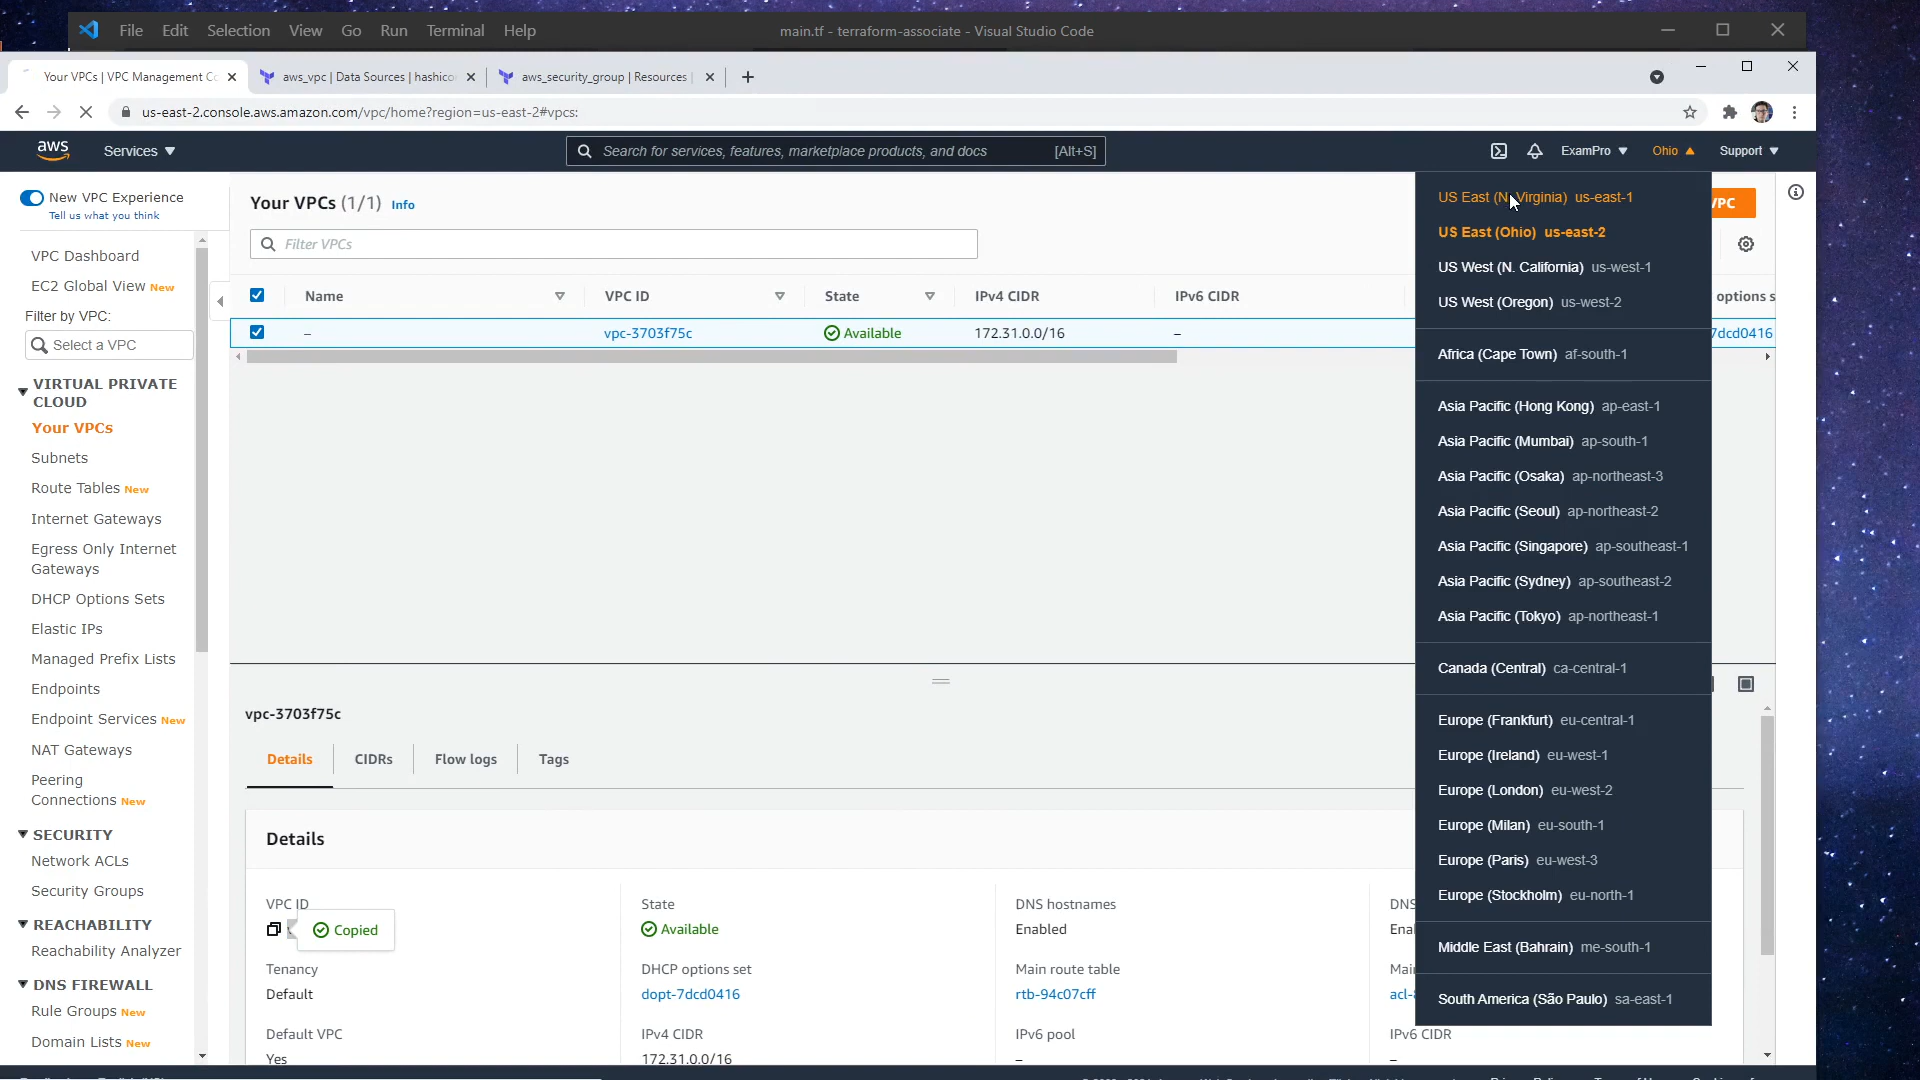 File Edit Selection View Go Run Terminal Help
main.tf - terraform-associate - Visual Studio Code
Your VPCs | VPC Management Co
aws_vpc | Data Sources | hashicor
aws_security_group | Resources |
us-east-2.console.aws.amazon.com/vpc/home?region=us-east-2#vpcs:
aws
Services
Search for services, features, marketplace products, and docs [Alt+S]
ExamPro
Ohio
Support
New VPC Experience
Tell us what you think
VPC Dashboard
EC2 Global View New
Filter by VPC:
Select a VPC
VIRTUAL PRIVATE
CLOUD
Your VPCs
Subnets
Route Tables New
Internet Gateways
Egress Only Internet
Gateways
DHCP Options Sets
Elastic IPs
Managed Prefix Lists
Endpoints
Endpoint Services New
NAT Gateways
Peering
Connections New
SECURITY
Network ACLs
Security Groups
REACHABILITY
Reachability Analyzer
DNS FIREWALL
Rule Groups New
Domain Lists New
Your VPCs (1/1) Info
VPC
Filter VPCs
Name VPC ID State IPv4 CIDR IPv6 CIDR options s
– vpc-3703f75c Available 172.31.0.0/16 – 7dcd0416
vpc-3703f75c
Details CIDRs Flow logs Tags
Details
VPC ID
Copied
State
Available
DNS hostnames
Enabled
DNS
Enal
Tenancy
Default
DHCP options set
dopt-7dcd0416
Main route table
rtb-94c07cff
Mai
acl-
Default VPC
Yes
IPv4 CIDR
172.31.0.0/16
IPv6 pool
–
IPv6 CIDR
–
US East (N. Virginia) us-east-1
US East (Ohio) us-east-2
US West (N. California) us-west-1
US West (Oregon) us-west-2
Africa (Cape Town) af-south-1
Asia Pacific (Hong Kong) ap-east-1
Asia Pacific (Mumbai) ap-south-1
Asia Pacific (Osaka) ap-northeast-3
Asia Pacific (Seoul) ap-northeast-2
Asia Pacific (Singapore) ap-southeast-1
Asia Pacific (Sydney) ap-southeast-2
Asia Pacific (Tokyo) ap-northeast-1
Canada (Central) ca-central-1
Europe (Frankfurt) eu-central-1
Europe (Ireland) eu-west-1
Europe (London) eu-west-2
Europe (Milan) eu-south-1
Europe (Paris) eu-west-3
Europe (Stockholm) eu-north-1
Middle East (Bahrain) me-south-1
South America (São Paulo) sa-east-1